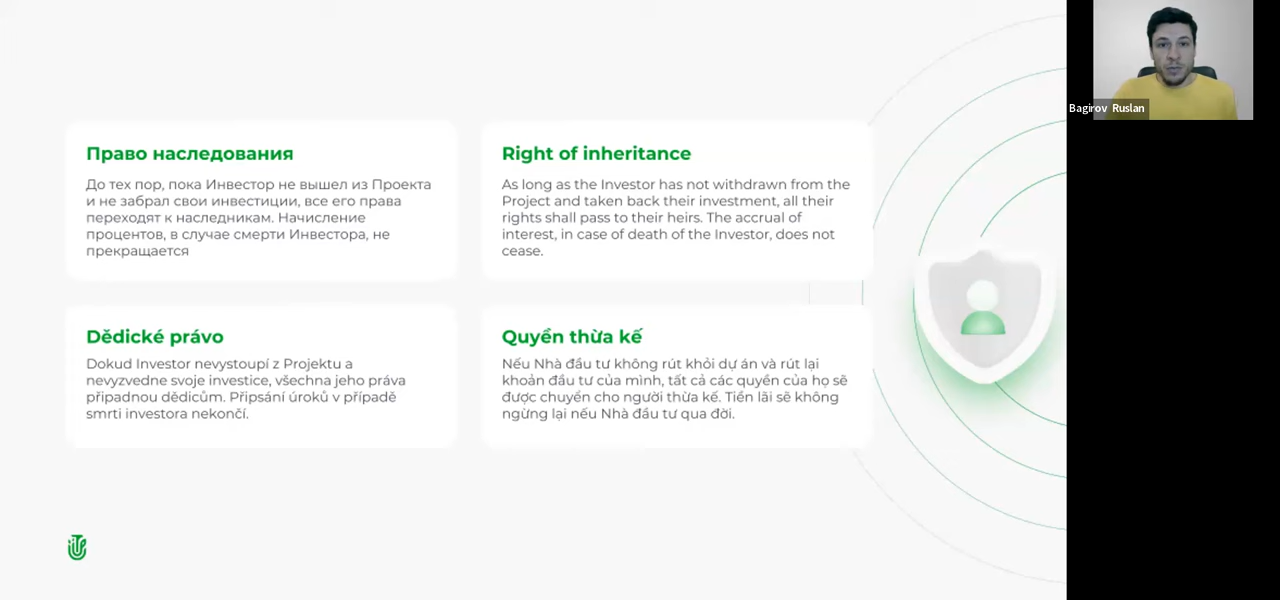 Право наследования
До тех пор, пока Инвестор не вышел из Проекта
и не забрал свои инвестиции, все его права
переходят к наследникам. Начисление
процентов, в случае смерти Инвестора, не
прекращается
Right of inheritance
As long as the Investor has not withdrawn from the
Project and taken back their investment, all their
rights shall pass to their heirs. The accrual of
interest, in case of death of the Investor, does not
cease.
Dědické právo
Dokud Investor nevystoupí z Projektu a
nevyzvedne svoje investice, všechna jeho práva
připadnou dědicům. Připsání úroků v případě
smrti investora nekončí.
Quyền thừa kế
Nếu Nhà đầu tư không rút khỏi dự án và rút lại
khoản đầu tư của mình, tất cả các quyền của họ sẽ
được chuyển cho người thừa kế. Tiền lãi sẽ không
ngừng lại nếu Nhà đầu tư qua đời.
Bagirov Ruslan